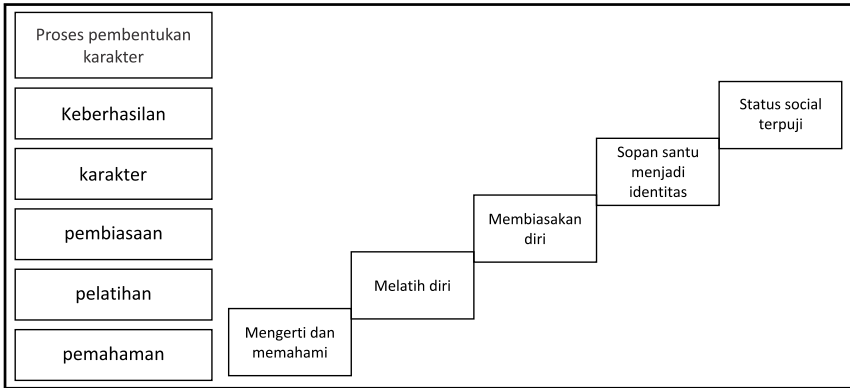 Proses pembentukan
karakter
Keberhasilan
karakter
pembiasaan
pelatihan
pemahaman
Mengerti dan
memahami
Melatih diri
Membiasakan
diri
Sopan santu
menjadi
identitas
Status social
terpuji